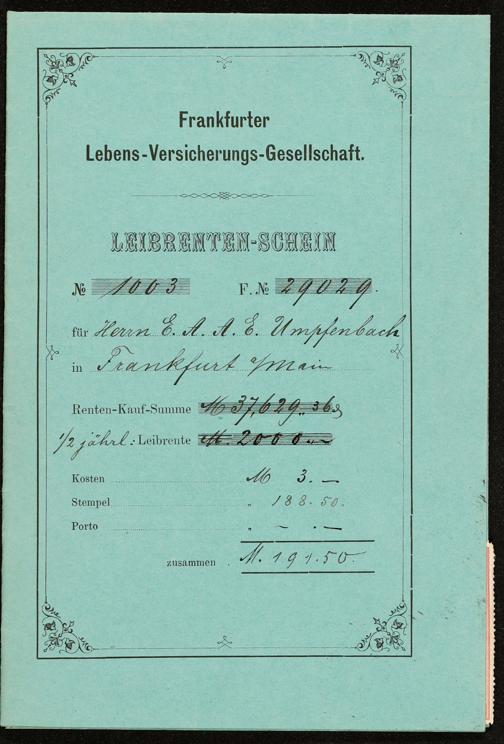 Frankfurter
Lebens-Versicherungs-Gesellschaft.
LEIBRENTEN-SCHEIN
№ 1003 F. № 29029.
für Herrn E. A. A. E. Umpfenbach
in Frankfurt a/Main
Renten-Kauf-Summe M 37,629.. 36 ₰
1/2 jährl.: Leibrente M. 2000 „ —
Kosten M 3. —
Stempel „ 188. 50.
Porto „ — . —
zusammen . M. 191. 50.